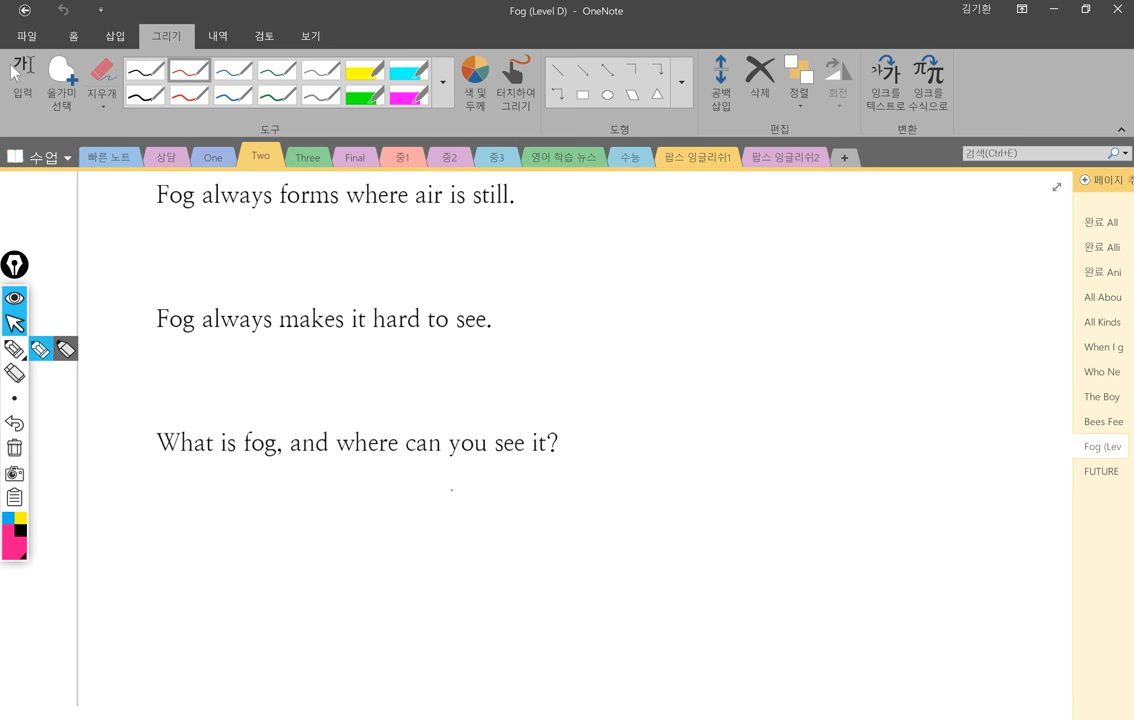 Fog (Level D) - OneNote
김기환
파일 홈 삽입 그리기 내역 검토 보기
가
입력
올가미
선택
지우개
색 및
두께
터치하여
그리기
공백
삽입
삭제
정렬
회전
잉크를
텍스트로
잉크를
수식으로
도구 도형 편집 변환
수업 빠른 노트 상담 One Two Three Final 중1 중2 중3 영어 학습 뉴스 수능 팝스 잉글리쉬1 팝스 잉글리쉬2 +
검색(Ctrl+E)
페이지 추
Fog always forms where air is still.
Fog always makes it hard to see.
What is fog, and where can you see it?
완료 All
완료 Alli
완료 Ani
All Abou
All Kinds
When I g
Who Ne
The Boy
Bees Fee
Fog (Lev
FUTURE